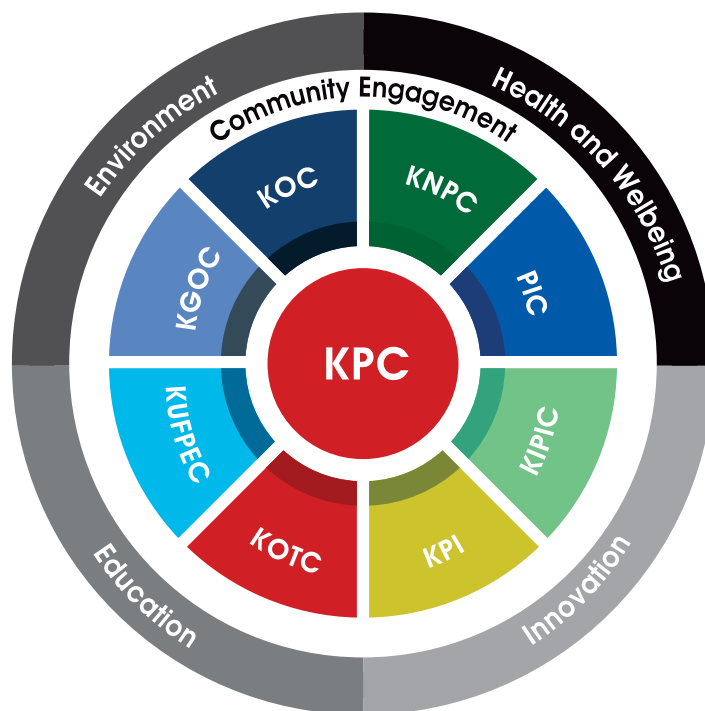 Environment
Health and Welbeing
Community Engagement
KOC
KNPC
KGOC
PIC
KPC
KUFPEC
KIPIC
KOTC
KPI
Education
Innovation